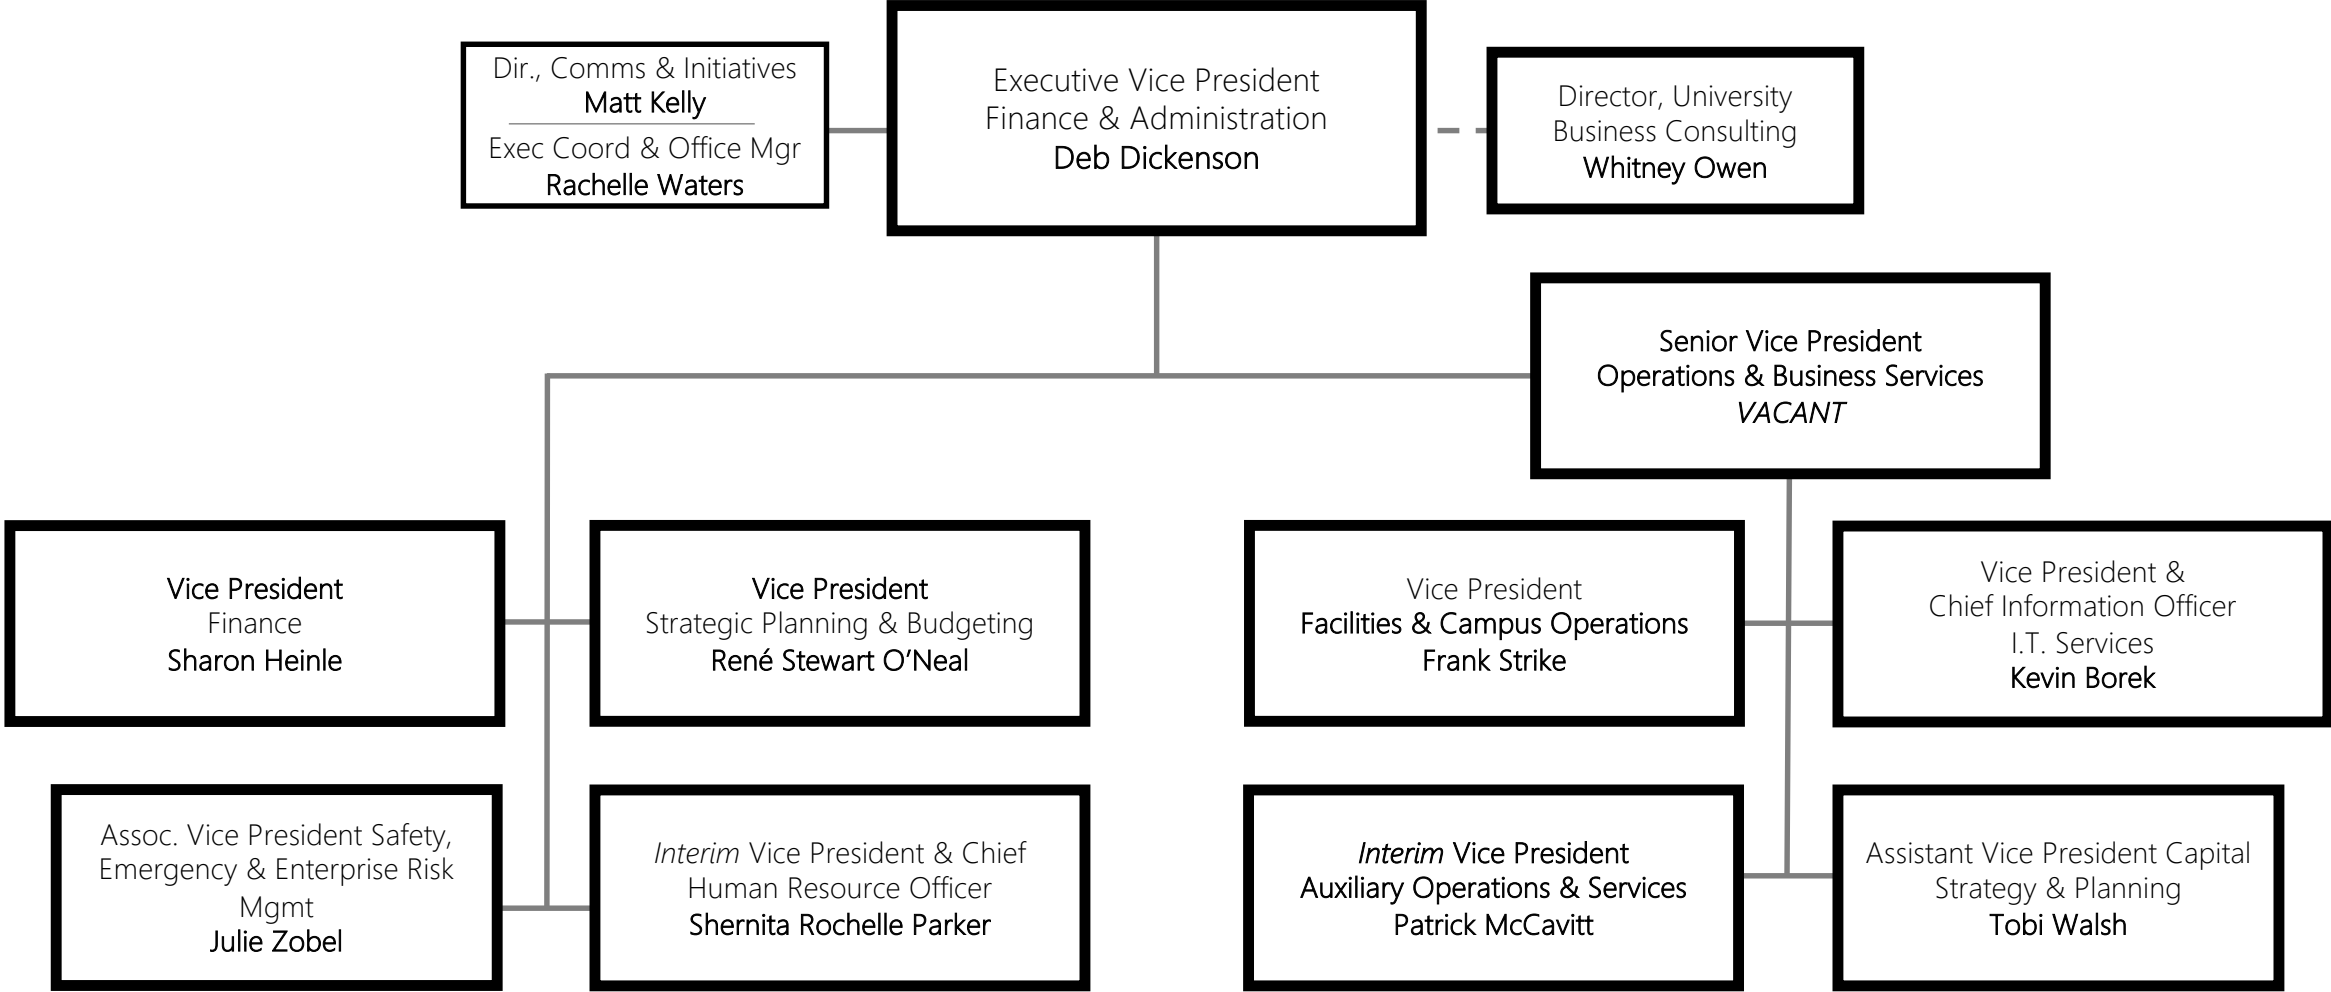 Dir., Comms & Initiatives
Matt Kelly
Exec Coord & Office Mgr
Rachelle Waters
Executive Vice President
Finance & Administration
Deb Dickenson
Director, University
Business Consulting
Whitney Owen
Senior Vice President
Operations & Business Services
VACANT
Vice President
Finance
Sharon Heinle
Vice President
Strategic Planning & Budgeting
René Stewart O’Neal
Vice President
Facilities & Campus Operations
Frank Strike
Vice President &
Chief Information Officer
I.T. Services
Kevin Borek
Assoc. Vice President Safety,
Emergency & Enterprise Risk
Mgmt
Julie Zobel
Interim Vice President & Chief
Human Resource Officer
Shernita Rochelle Parker
Interim Vice President
Auxiliary Operations & Services
Patrick McCavitt
Assistant Vice President Capital
Strategy & Planning
Tobi Walsh